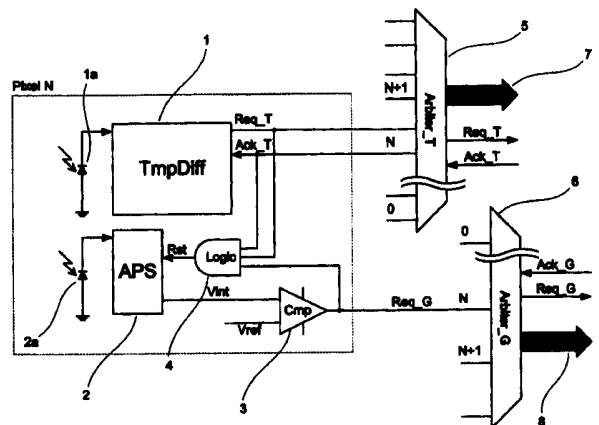 1
5
7
1a
Pixel N
Req_T
N+1
Arbiter_T
Req_T
Ack_T
N
Ack_T
TmpDiff
6
0
0
Rst
Logic
APS
Ack_G
Req_G
Vint
Cmp
Req_G
N
Arbiter_G
Vref
2a
4
N+1
2
3
8